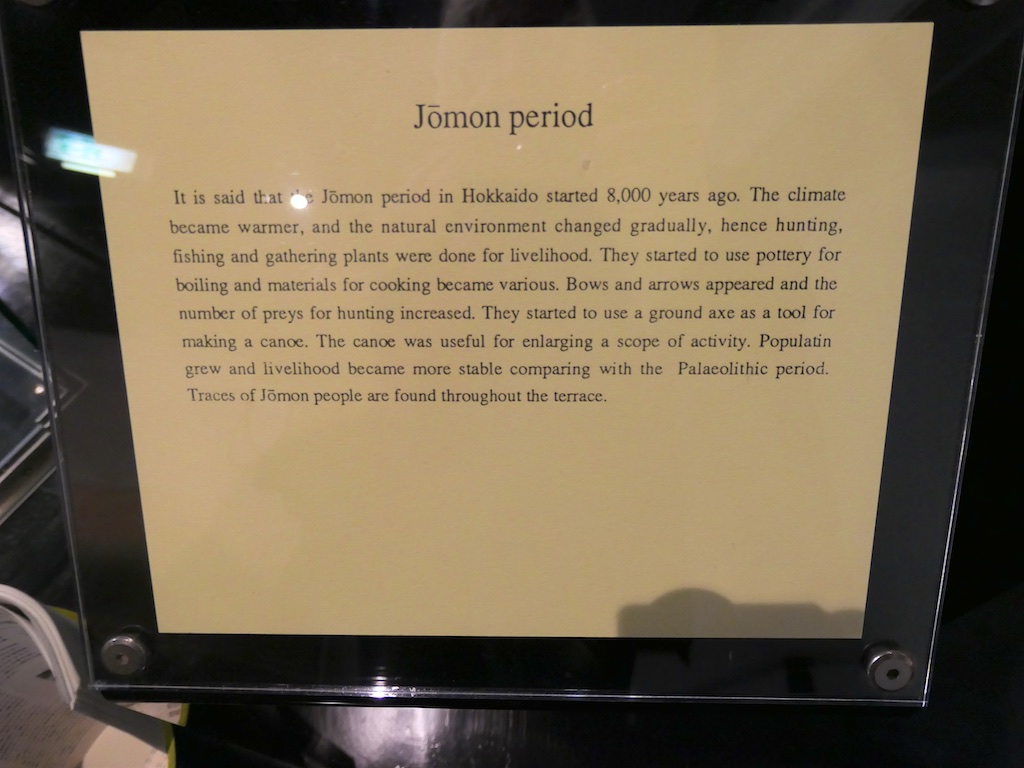 Jōmon period
It is said that the Jōmon period in Hokkaido started 8,000 years ago. The climate
became warmer, and the natural environment changed gradually, hence hunting,
fishing and gathering plants were done for livelihood. They started to use pottery for
boiling and materials for cooking became various. Bows and arrows appeared and the
number of preys for hunting increased. They started to use a ground axe as a tool for
making a canoe. The canoe was useful for enlarging a scope of activity. Populatin
grew and livelihood became more stable comparing with the Palaeolithic period.
Traces of Jōmon people are found throughout the terrace.